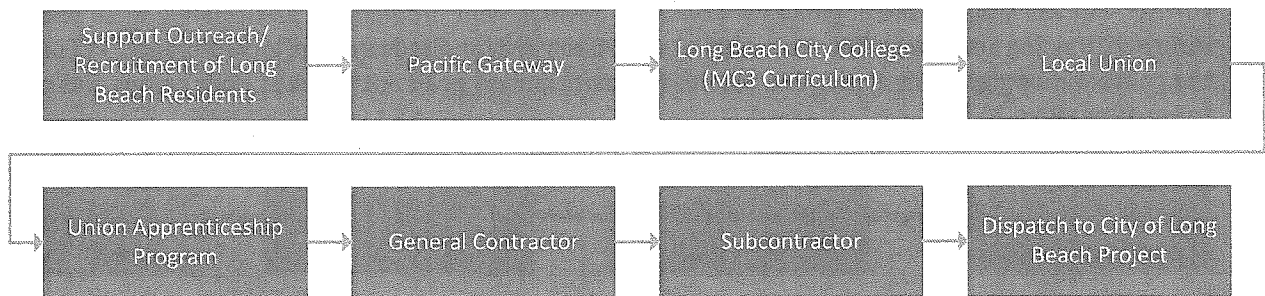 Support Outreach/
Recruitment of Long
Beach Residents
Pacific Gateway
Long Beach City College
(MC3 Curriculum)
Local Union
Union Apprenticeship
Program
General Contractor
Subcontractor
Dispatch to City of Long
Beach Project